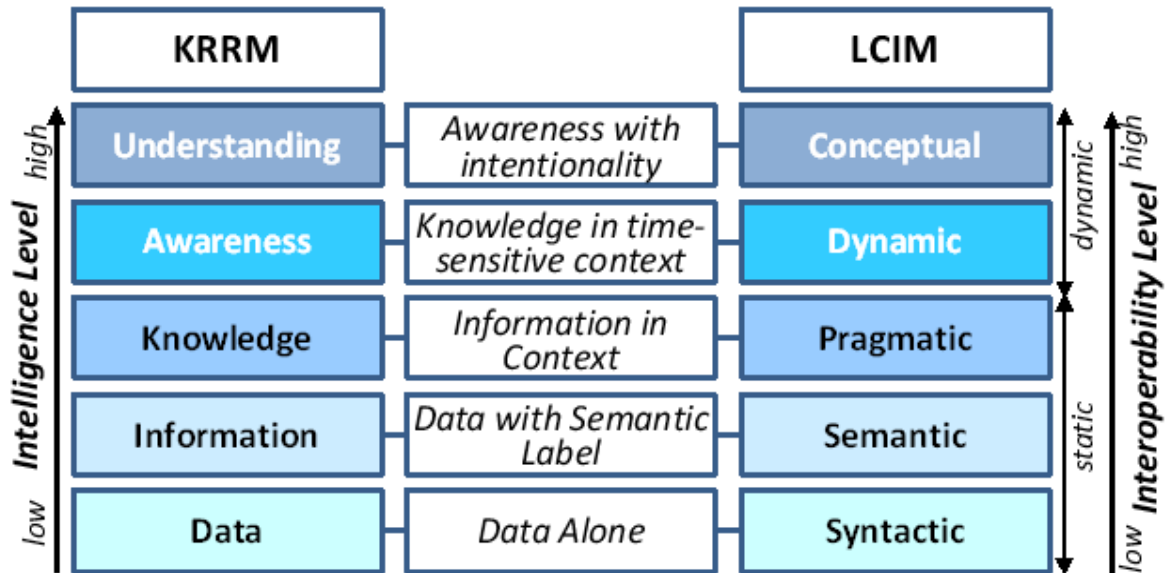 KRRM
LCIM
Understanding
Awareness with
intentionality
Conceptual
Awareness
Knowledge in time-
sensitive context
Dynamic
Knowledge
Information in
Context
Pragmatic
Information
Data with Semantic
Label
Semantic
Data
Data Alone
Syntactic
high
Intelligence Level
low
dynamic
static
high
Interoperability Level
low